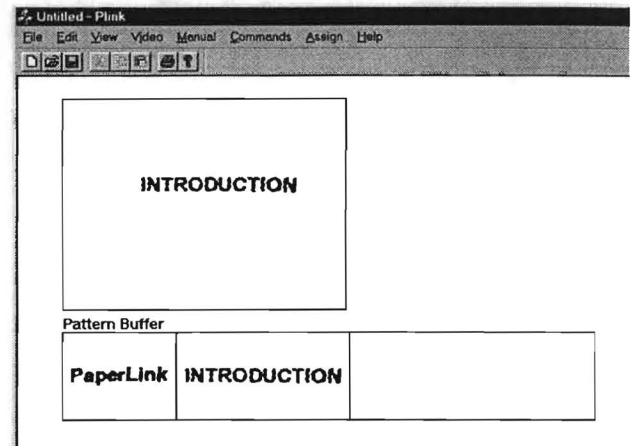 Untitled - Plink
File Edit View Video Manual Commands Assign Help
INTRODUCTION
Pattern Buffer
PaperLink INTRODUCTION